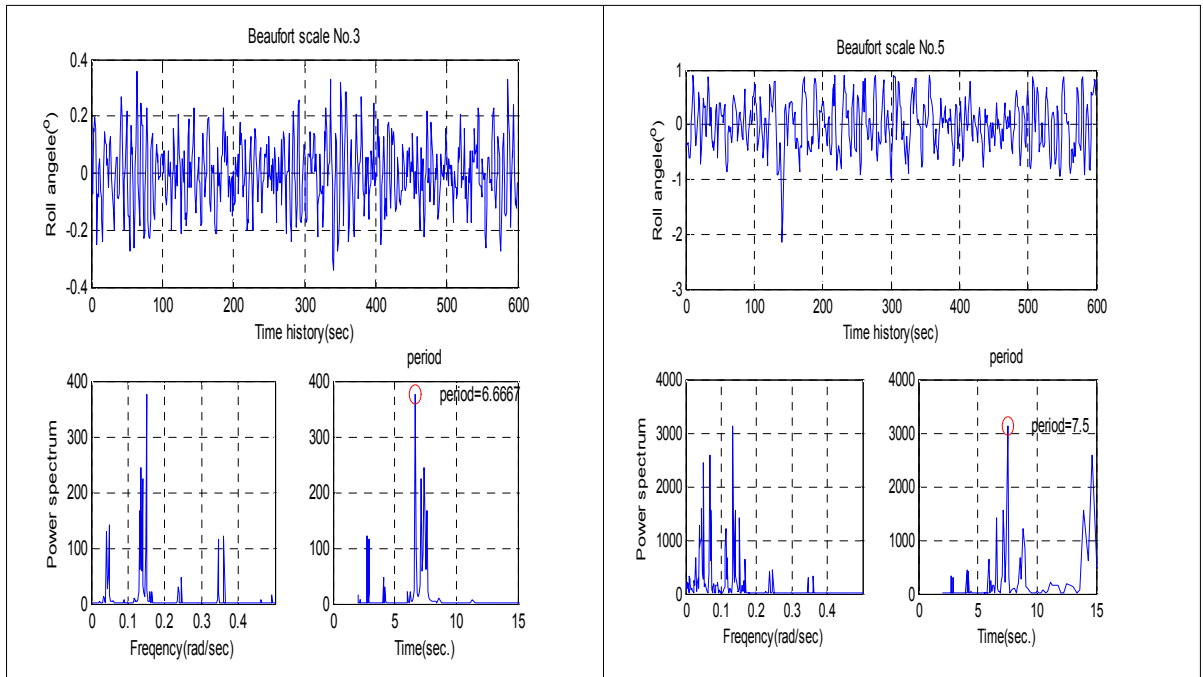 Beaufort scale No.3
0.4
0.2
0
-0.2
-0.4
Roll angele(°)
0 100 200 300 400 500 600
Time history(sec)
400
300
200
100
0
Power spectrum
0 0.1 0.2 0.3 0.4
Freqency(rad/sec)
period
400
300
200
100
0
period=6.6667
0 5 10 15
Time(sec.)
Beaufort scale No.5
1
0
-1
-2
-3
Roll angele(°)
0 100 200 300 400 500 600
Time history(sec)
4000
3000
2000
1000
0
Power spectrum
0 0.1 0.2 0.3 0.4
Freqency(rad/sec)
period
4000
3000
2000
1000
0
period=7.5
0 5 10 15
Time(sec.)